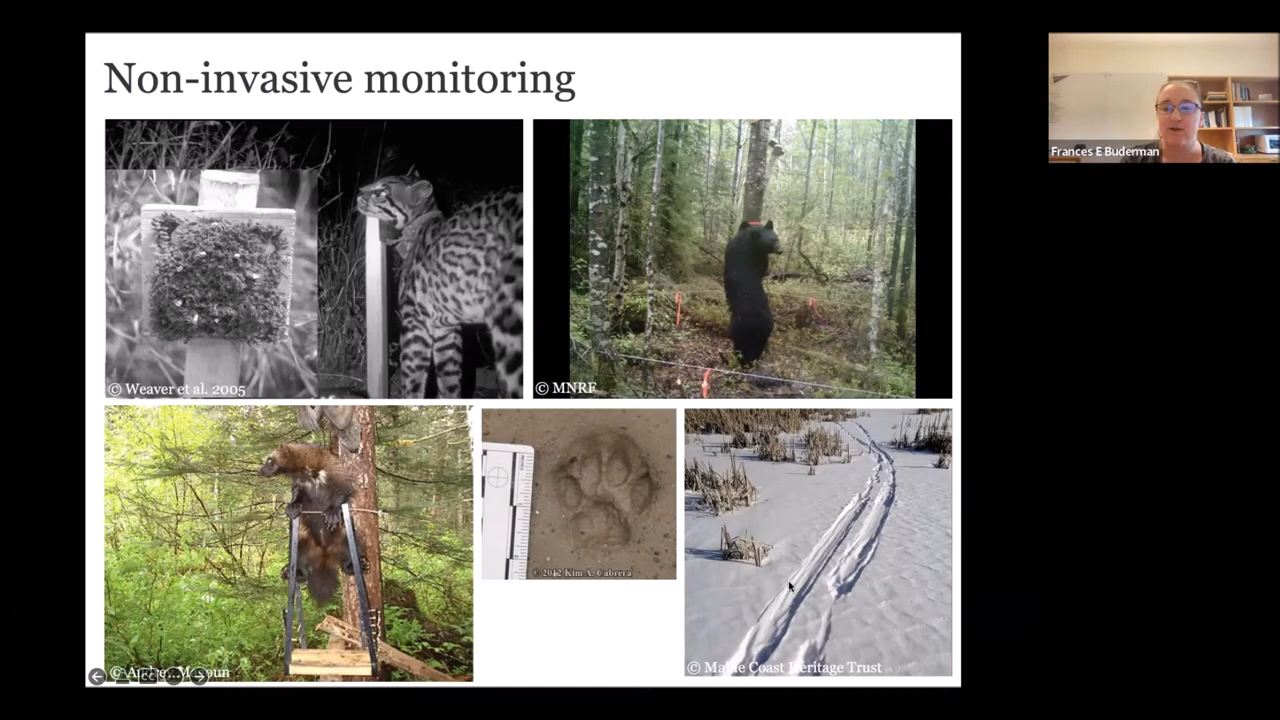 Non-invasive monitoring
Frances E Buderman
© Weaver et al. 2005
© MNRF
© 2012 Kim A. Cabrera
© Maine Coast Heritage Trust
©